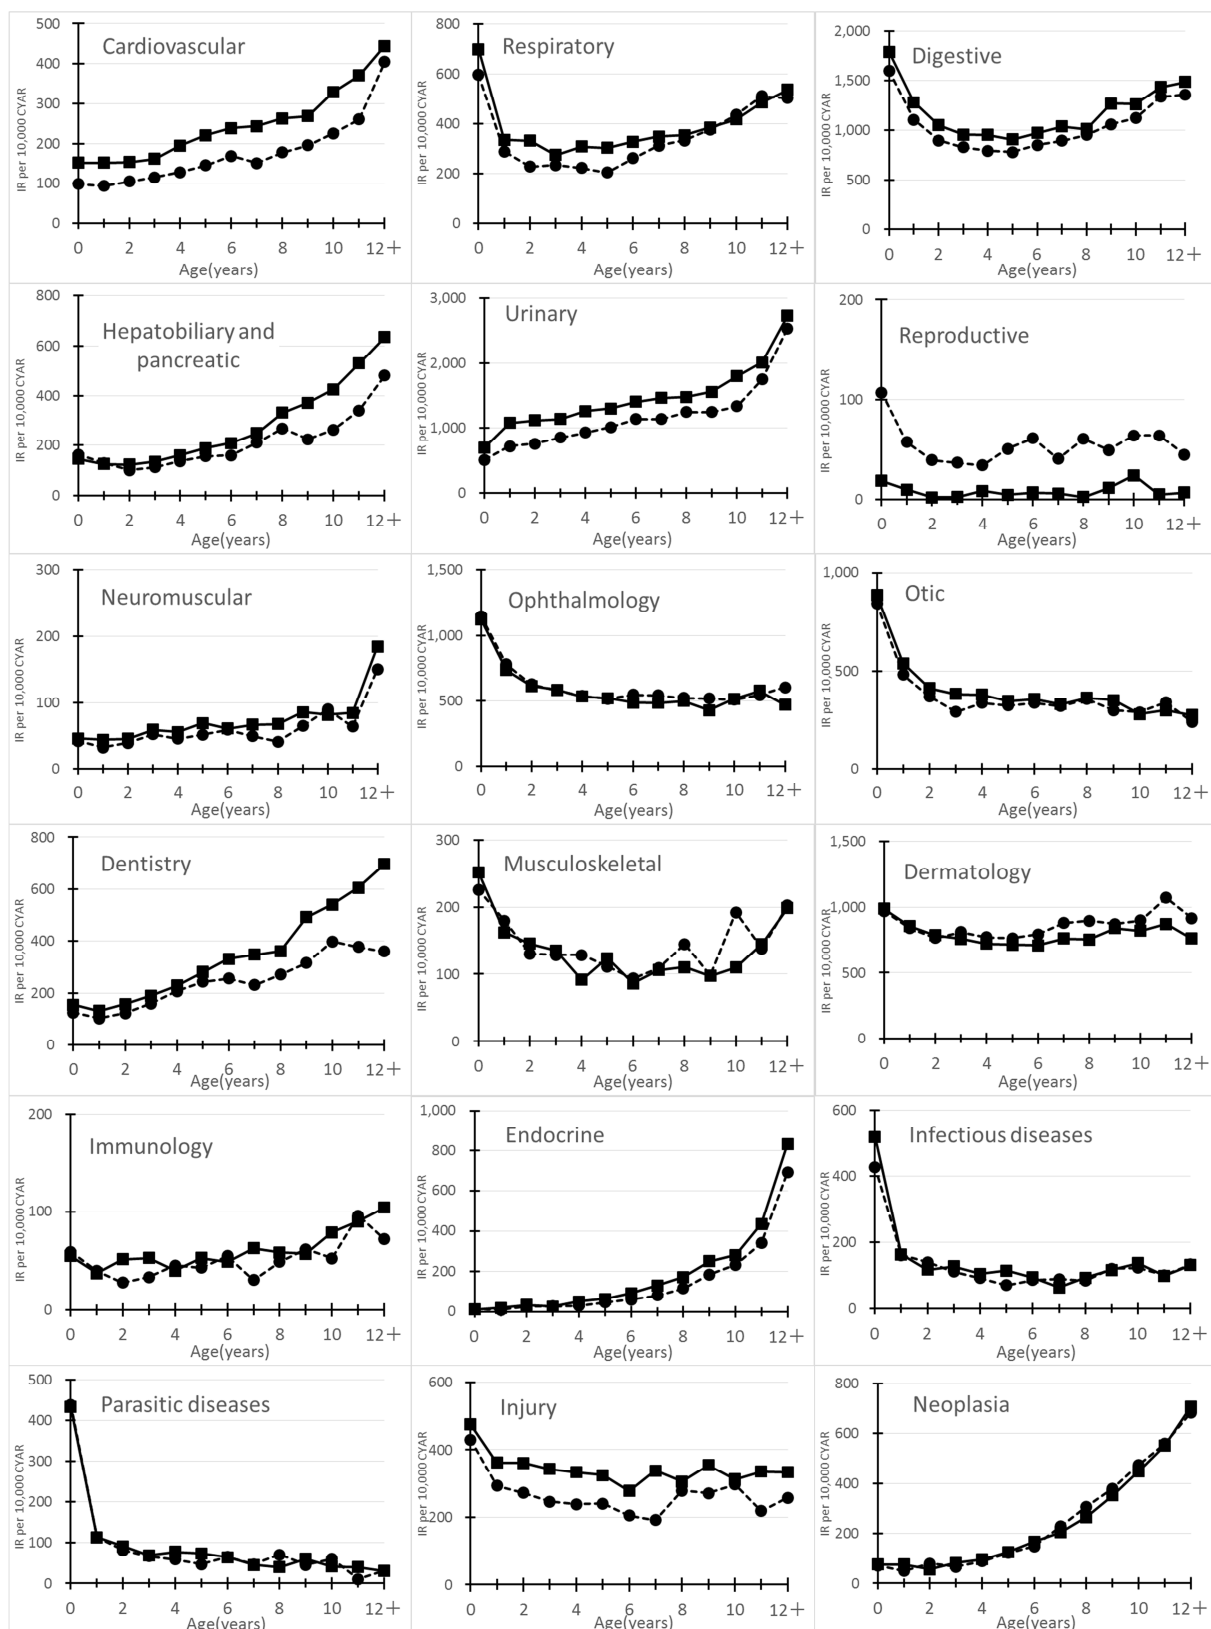 Cardiovascular
IR per 10,000 CYAR
500
400
300
200
100
0
0 2 4 6 8 10 12+
Age(years)
Respiratory
IR per 10,000 CYAR
800
600
400
200
0
0 2 4 6 8 10 12+
Age(years)
Digestive
IR per 10,000 CYAR
2,000
1,500
1,000
500
0
0 2 4 6 8 10 12+
Age(years)
Hepatobiliary and
pancreatic
IR per 10,000 CYAR
800
600
400
200
0
0 2 4 6 8 10 12+
Age(years)
Urinary
IR per 10,000 CYAR
3,000
2,000
1,000
0
0 2 4 6 8 10 12+
Age(years)
Reproductive
IR per 10,000 CYAR
200
100
0
0 2 4 6 8 10 12+
Age(years)
Neuromuscular
IR per 10,000 CYAR
300
200
100
0
0 2 4 6 8 10 12+
Age(years)
Ophthalmology
IR per 10,000 CYAR
1,500
1,000
500
0
0 2 4 6 8 10 12+
Age(years)
Otic
IR per 10,000 CYAR
1,000
500
0
0 2 4 6 8 10 12+
Age(years)
Dentistry
IR per 10,000 CYAR
800
600
400
200
0
0 2 4 6 8 10 12+
Age(years)
Musculoskeletal
IR per 10,000 CYAR
300
200
100
0
0 2 4 6 8 10 12+
Age(years)
Dermatology
IR per 10,000 CYAR
1,500
1,000
500
0
0 2 4 6 8 10 12+
Age(years)
Immunology
IR per 10,000 CYAR
200
100
0
0 2 4 6 8 10 12+
Age(years)
Endocrine
IR per 10,000 CYAR
1,000
800
600
400
200
0
0 2 4 6 8 10 12+
Age(years)
Infectious diseases
IR per 10,000 CYAR
600
400
200
0
0 2 4 6 8 10 12+
Age(years)
Parasitic diseases
IR per 10,000 CYAR
500
400
300
200
100
0
0 2 4 6 8 10 12+
Age(years)
Injury
IR per 10,000 CYAR
600
400
200
0
0 2 4 6 8 10 12+
Age(years)
Neoplasia
IR per 10,000 CYAR
800
600
400
200
0
0 2 4 6 8 10 12+
Age(years)